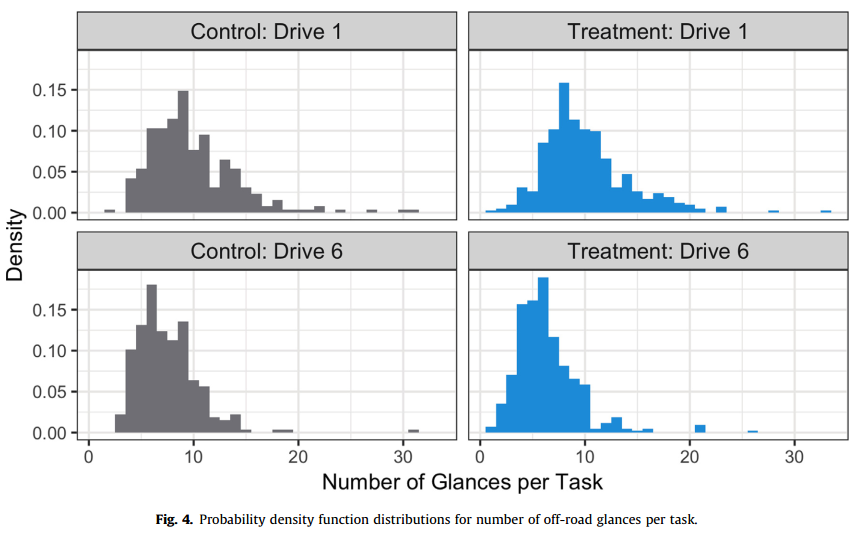 Control: Drive 1
Treatment: Drive 1
0.15
0.10
0.05
0.00
Density
Control: Drive 6
Treatment: Drive 6
0.15
0.10
0.05
0.00
0 10 20 30 0 10 20 30
Number of Glances per Task
Fig. 4. Probability density function distributions for number of off-road glances per task.